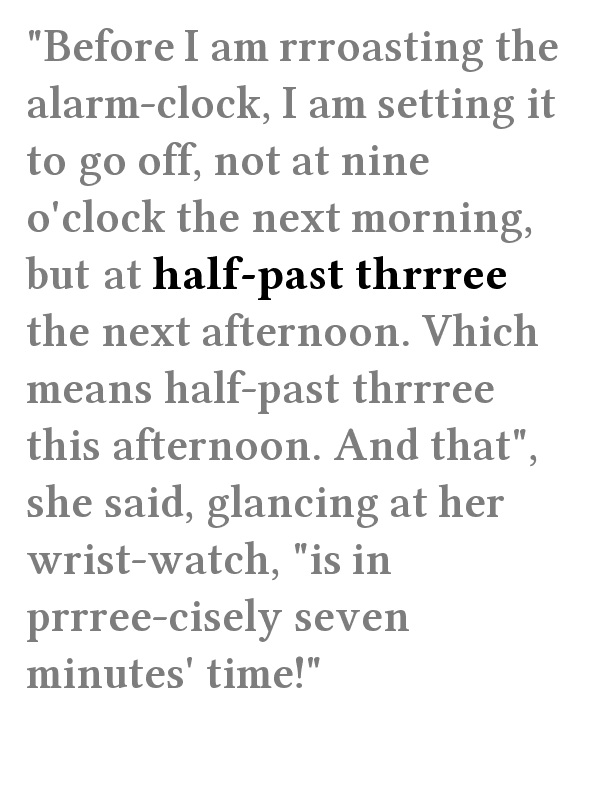 "Before I am rrroasting the
alarm-clock, I am setting it
to go off, not at nine
o'clock the next morning,
but at half-past thrrree
the next afternoon. Vhich
means half-past thrrree
this afternoon. And that",
she said, glancing at her
wrist-watch, "is in
prrree-cisely seven
minutes' time!"